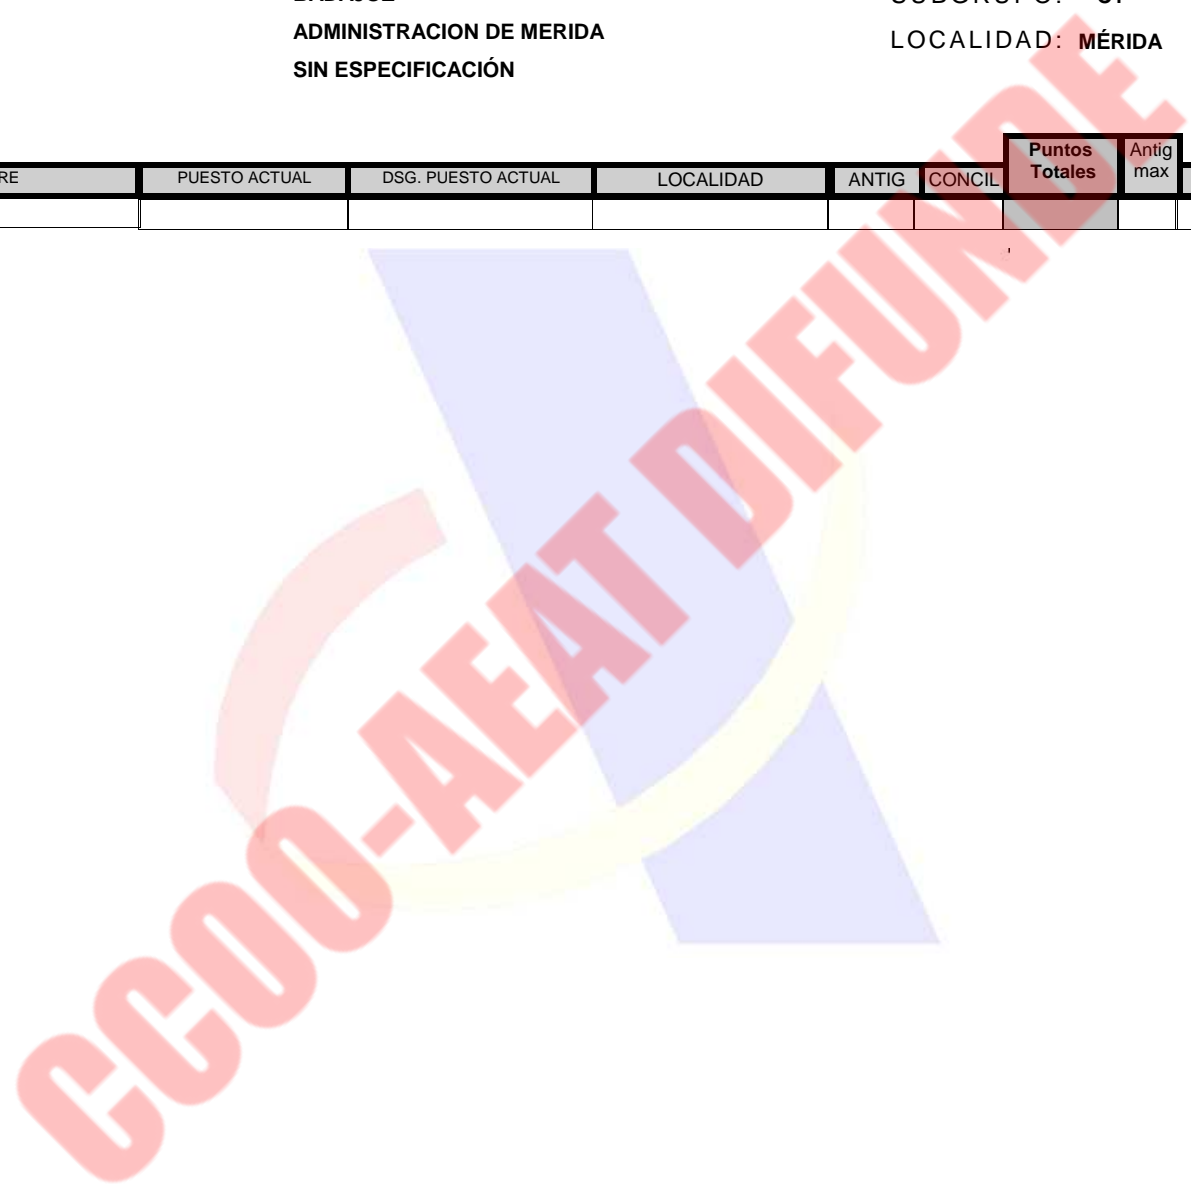 ADMINISTRACION DE MERIDA
LOCALIDAD: MÉRIDA
SIN ESPECIFICACIÓN
PUESTO ACTUAL DSG. PUESTO ACTUAL LOCALIDAD ANTIG CONCIL Puntos Totales Antig max
CCOO-AEAT DIFUNDE